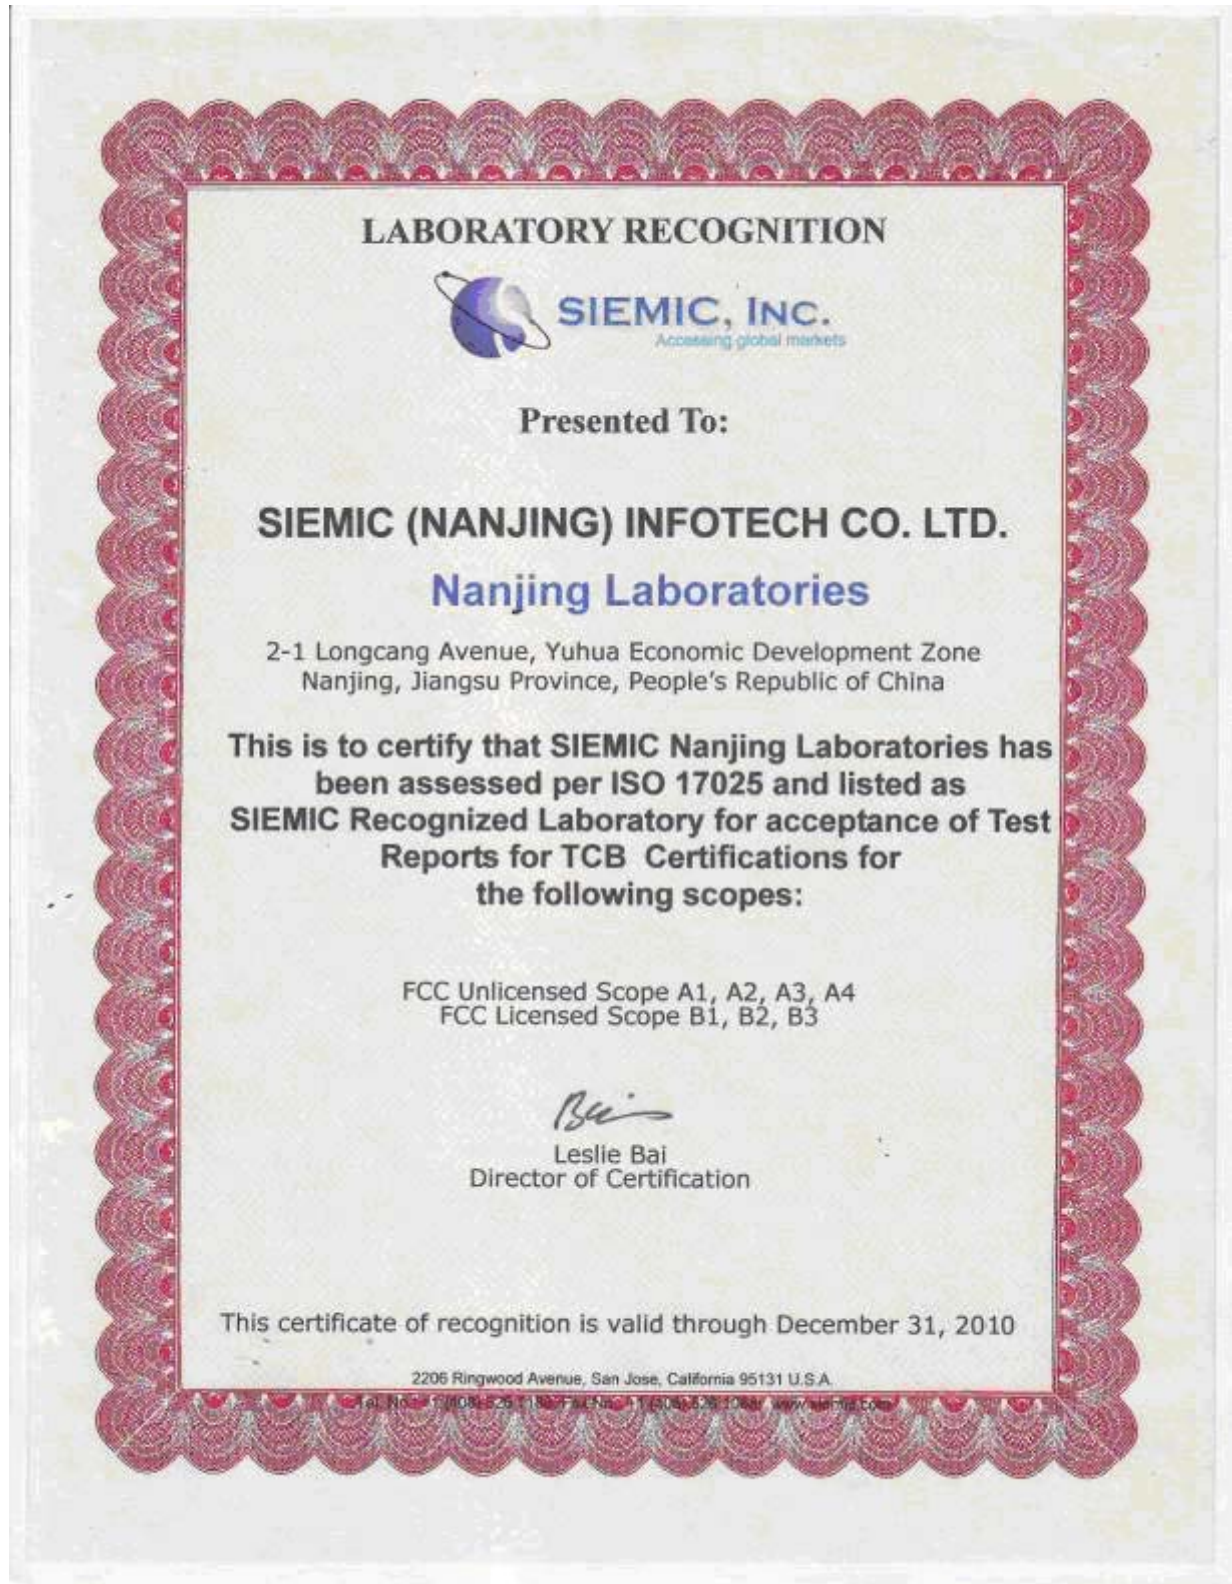 LABORATORY RECOGNITION
SIEMIC, INC.
Accessing global markets
Presented To:
SIEMIC (NANJING) INFOTECH CO. LTD.
Nanjing Laboratories
2-1 Longcang Avenue, Yuhua Economic Development Zone
Nanjing, Jiangsu Province, People's Republic of China
This is to certify that SIEMIC Nanjing Laboratories has
been assessed per ISO 17025 and listed as
SIEMIC Recognized Laboratory for acceptance of Test
Reports for TCB Certifications for
the following scopes:
FCC Unlicensed Scope A1, A2, A3, A4
FCC Licensed Scope B1, B2, B3
Leslie Bai
Director of Certification
This certificate of recognition is valid through December 31, 2010
2206 Ringwood Avenue, San Jose, California 95131 U.S.A.